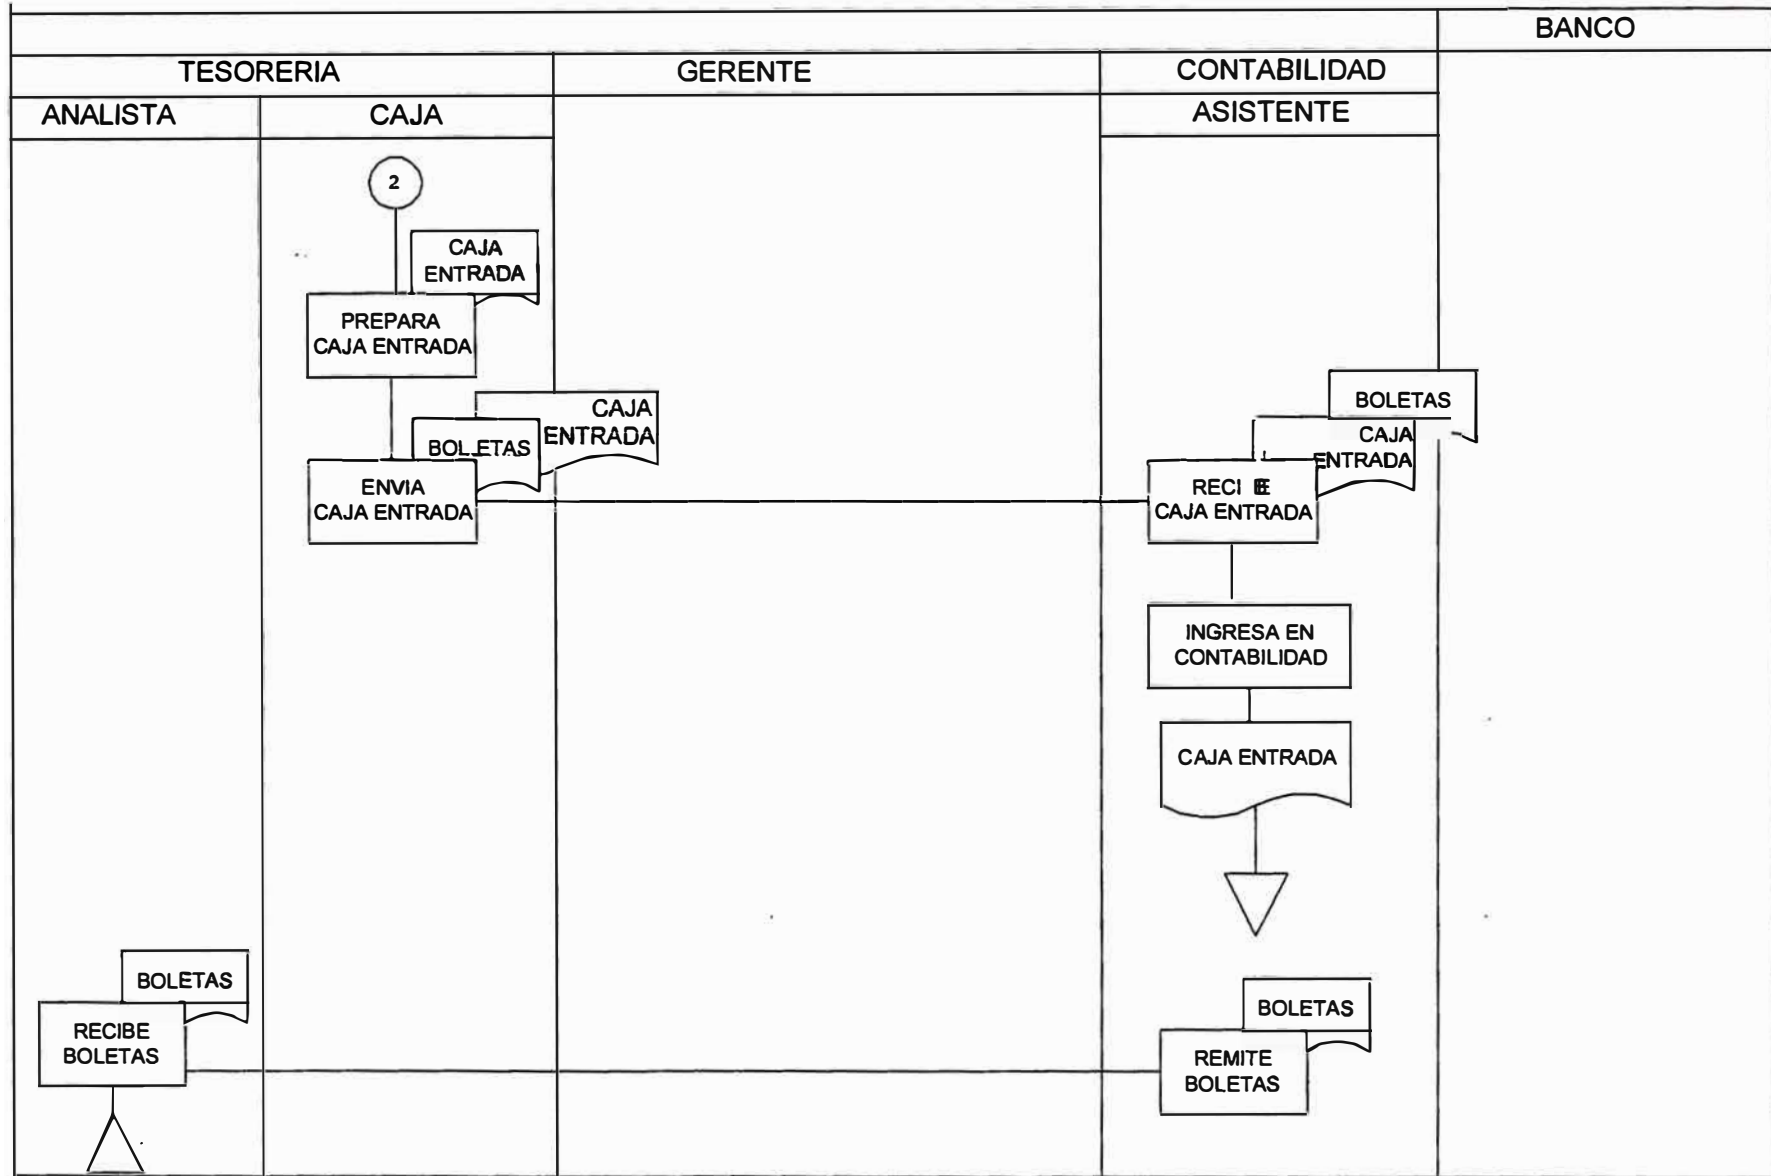 BANCO
TESORERIA
GERENTE
CONTABILIDAD
ANALISTA
CAJA
ASISTENTE
2
CAJA
ENTRADA
PREPARA
CAJA ENTRADA
CAJA
ENTRADA
BOLETAS
ENVIA
CAJA ENTRADA
BOLETAS
CAJA
ENTRADA
RECIBE
CAJA ENTRADA
INGRESA EN
CONTABILIDAD
CAJA ENTRADA
BOLETAS
RECIBE
BOLETAS
BOLETAS
REMITE
BOLETAS